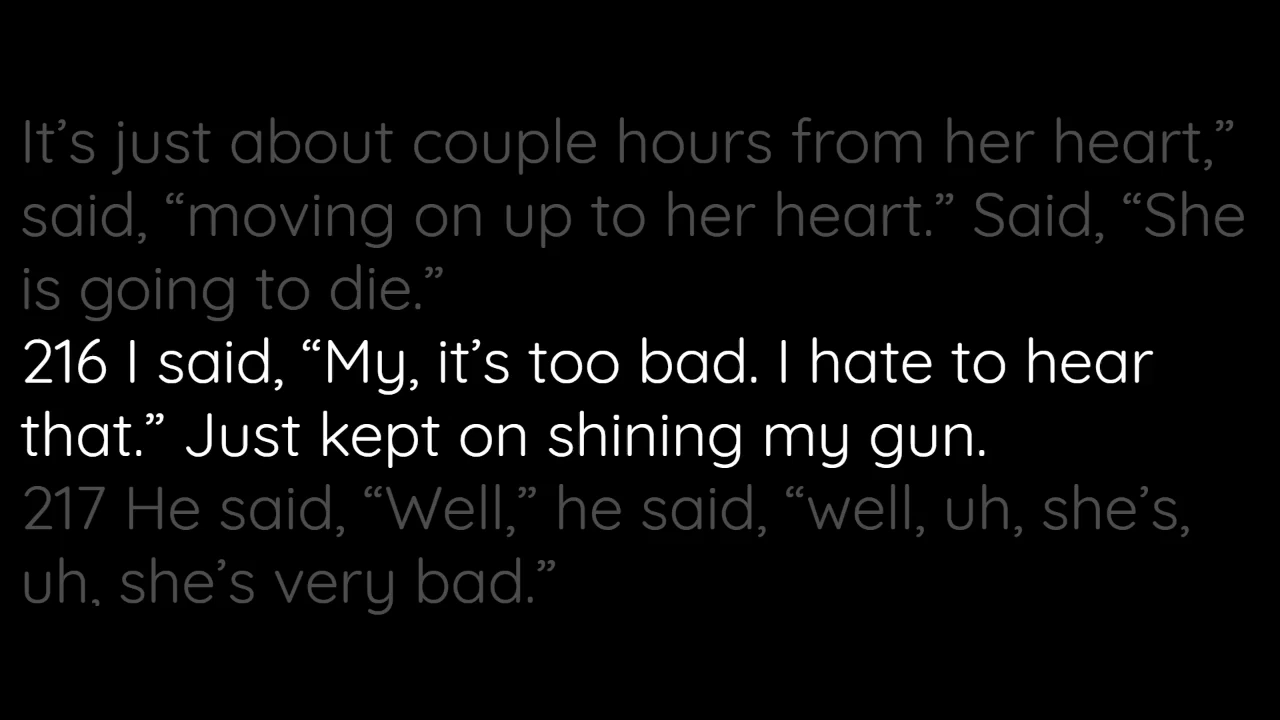 It’s just about couple hours from her heart,”
said, “moving on up to her heart.” Said, “She
is going to die.”
216 I said, “My, it’s too bad. I hate to hear
that.” Just kept on shining my gun.
217 He said, “Well,” he said, “well, uh, she’s,
uh, she’s very bad.”